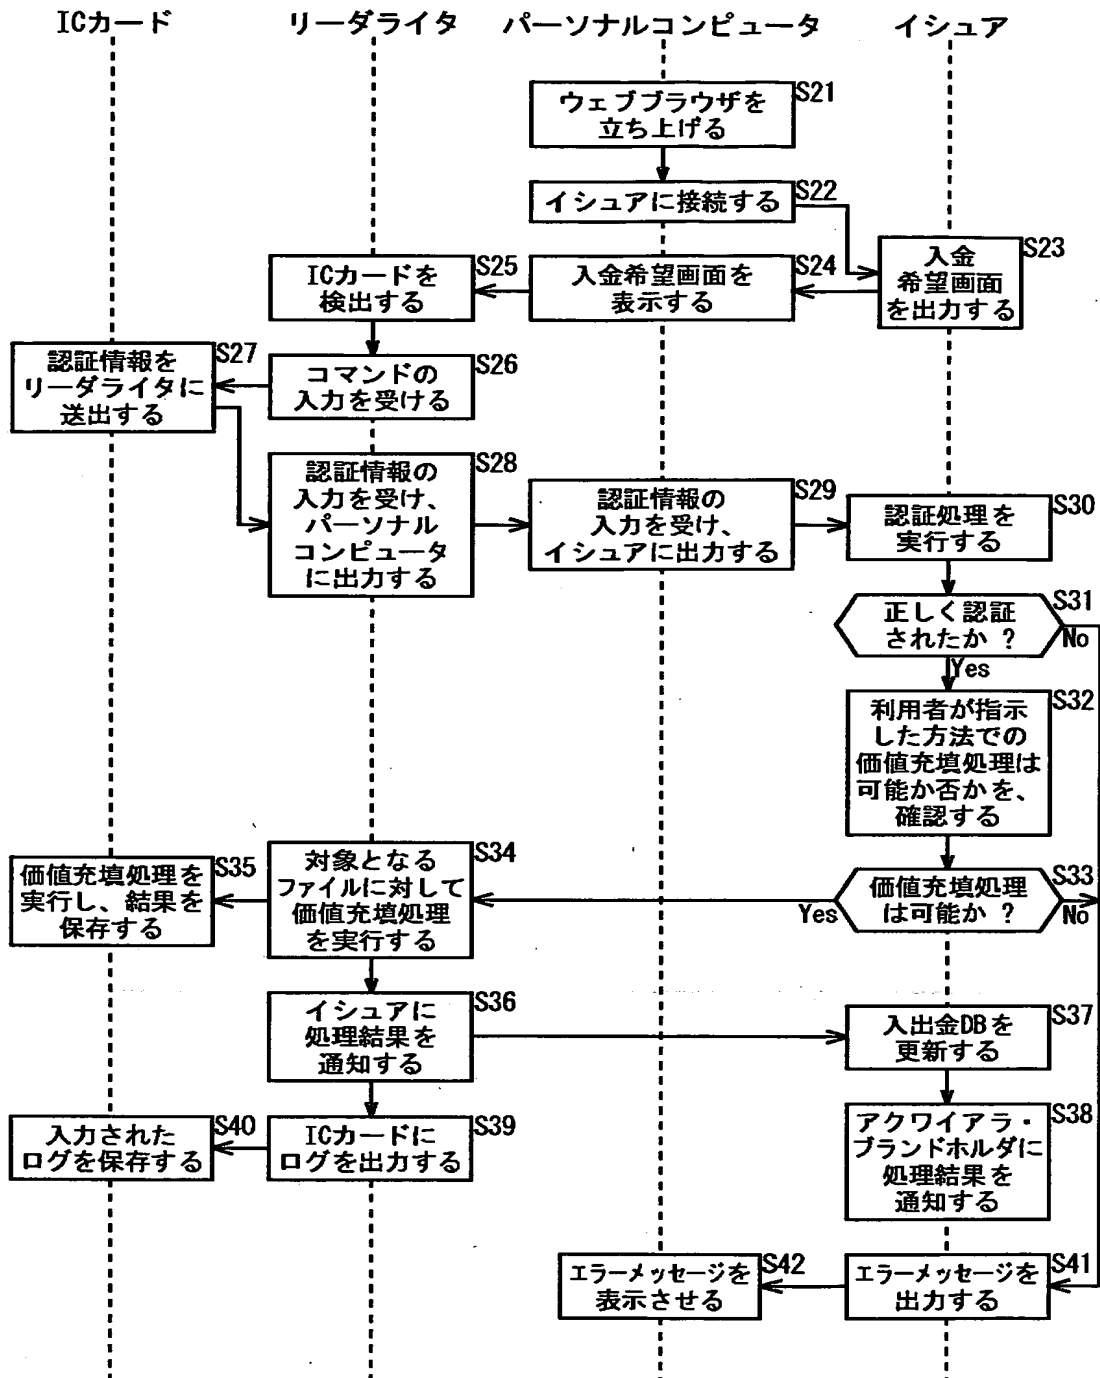 ICカード
リーダライタ
パーソナルコンピュータ
イシュア
S21
ウェブブラウザを
立ち上げる
S22
イシュアに接続する
S23
入金
希望画面
を出力する
S24
入金希望画面を
表示する
S25
ICカードを
検出する
S26
コマンドの
入力を受ける
S27
認証情報を
リーダライタに
送出する
S28
認証情報の
入力を受け、
パーソナル
コンピュータ
に出力する
S29
認証情報の
入力を受け、
イシュアに出力する
S30
認証処理を
実行する
S31
正しく認証
されたか?
No
Yes
S32
利用者が指示
した方法での
価値充填処理は
可能か否かを、
確認する
S33
価値充填処理
は可能か?
Yes
No
S34
対象となる
ファイルに対して
価値充填処理
を実行する
S35
価値充填処理を
実行し、結果を
保存する
S36
イシュアに
処理結果を
通知する
S37
入出金DBを
更新する
S38
アクワイアラ・
ブランドホルダに
処理結果を
通知する
S39
ICカードに
ログを出力する
S40
入力された
ログを保存する
S41
エラーメッセージを
出力する
S42
エラーメッセージを
表示させる